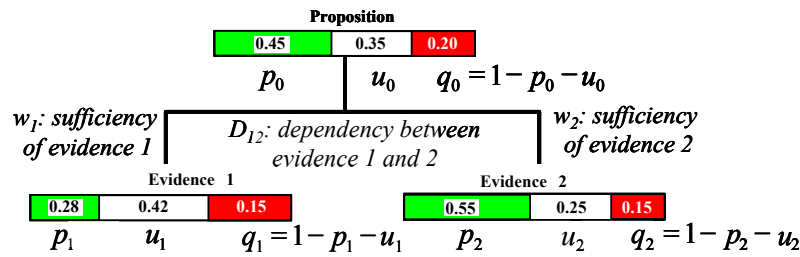 Proposition
0.45 0.35 0.20
p₀ u₀ q₀ = 1 − p₀ − u₀
w₁: sufficiency of evidence 1
D₁₂: dependency between evidence 1 and 2
w₂: sufficiency of evidence 2
Evidence 1
0.28 0.42 0.15
p₁ u₁ q₁ = 1 − p₁ − u₁
Evidence 2
0.55 0.25 0.15
p₂ u₂ q₂ = 1 − p₂ − u₂